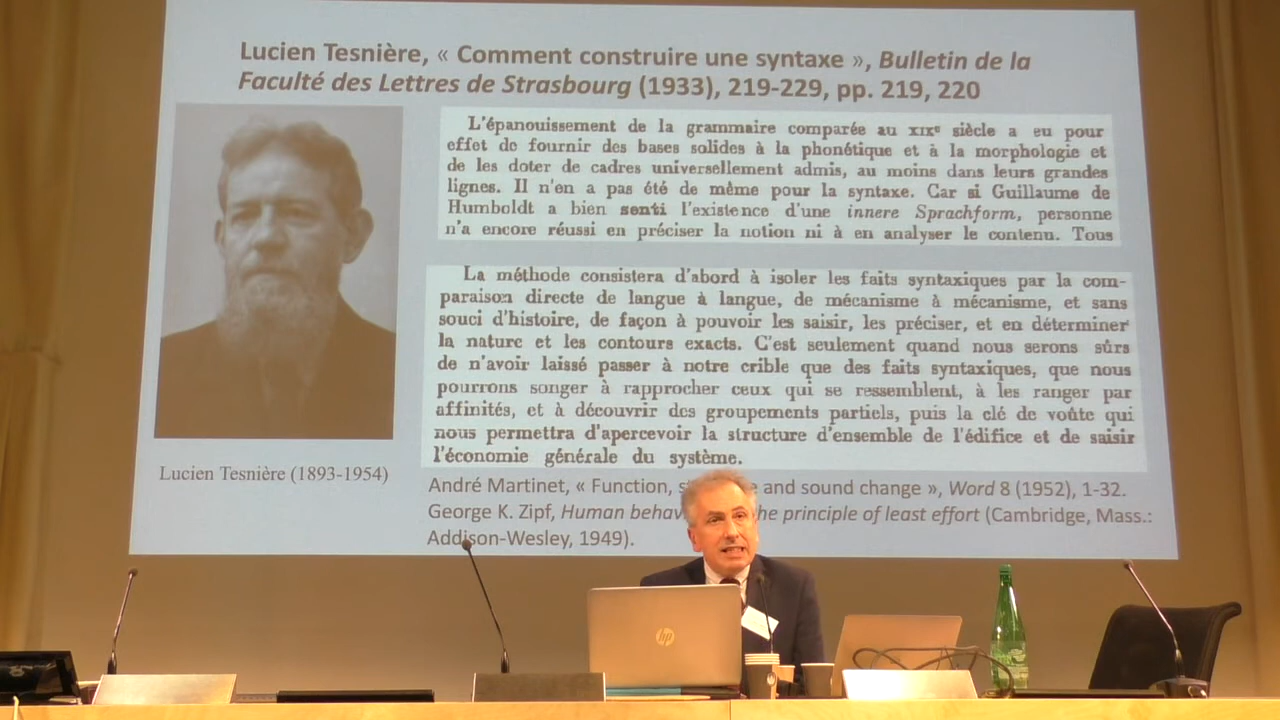 Lucien Tesnière, « Comment construire une syntaxe », Bulletin de la
Faculté des Lettres de Strasbourg (1933), 219-229, pp. 219, 220
L'épanouissement de la grammaire comparée au XIXe siècle a eu pour
effet de fournir des bases solides à la phonétique et à la morphologie et
de les doter de cadres universellement admis, au moins dans leurs grandes
lignes. Il n'en a pas été de même pour la syntaxe. Car si Guillaume de
Humboldt a bien senti l'existence d'une innere Sprachform, personne
n'a encore réussi en préciser la notion ni à en analyser le contenu. Tous
La méthode consistera d'abord à isoler les faits syntaxiques par la com-
paraison directe de langue à langue, de mécanisme à mécanisme, et sans
souci d'histoire, de façon à pouvoir les saisir, les préciser, et en déterminer
la nature et les contours exacts. C'est seulement quand nous serons sûrs
de n'avoir laissé passer à notre crible que des faits syntaxiques, que nous
pourrons songer à rapprocher ceux qui se ressemblent, à les ranger par
affinités, et à découvrir des groupements partiels, puis la clé de voûte qui
nous permettra d'apercevoir la structure d'ensemble de l'édifice et de saisir
l'économie générale du système.
Lucien Tesnière (1893-1954)
André Martinet, « Function, and sound change », Word 8 (1952), 1-32.
George K. Zipf, Human principle of least effort (Cambridge, Mass.:
Addison-Wesley, 1949).
hp